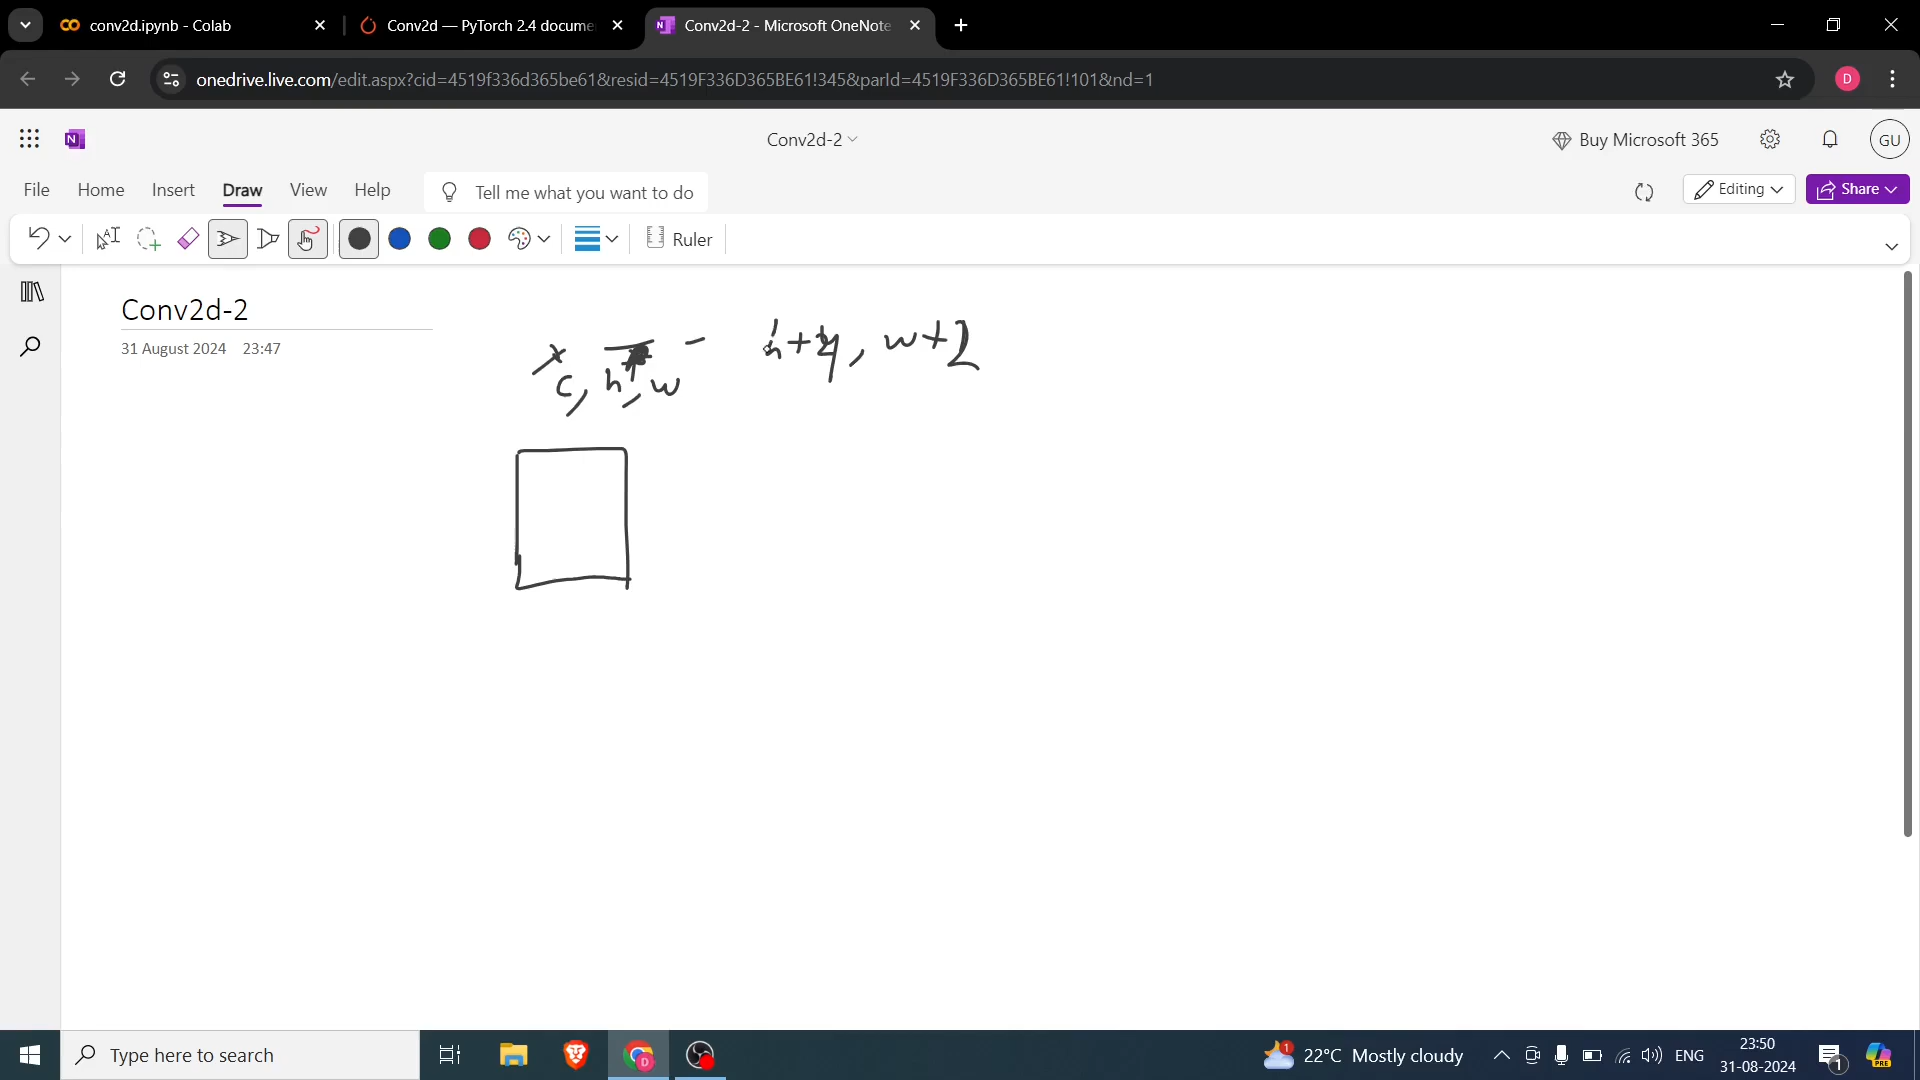 conv2d.ipynb - Colab
Conv2d — PyTorch 2.4 docume
Conv2d-2 - Microsoft OneNote
onedrive.live.com/edit.aspx?cid=4519f336d365be61&resid=4519F336D365BE61!345&parId=4519F336D365BE61!101&nd=1
D
N
Conv2d-2
Buy Microsoft 365
GU
File Home Insert Draw View Help
Tell me what you want to do
Editing
Share
Ruler
Conv2d-2
31 August 2024 23:47
h+4, w+2
c, h, w
Type here to search
22°C Mostly cloudy
ENG
23:50
31-08-2024
1